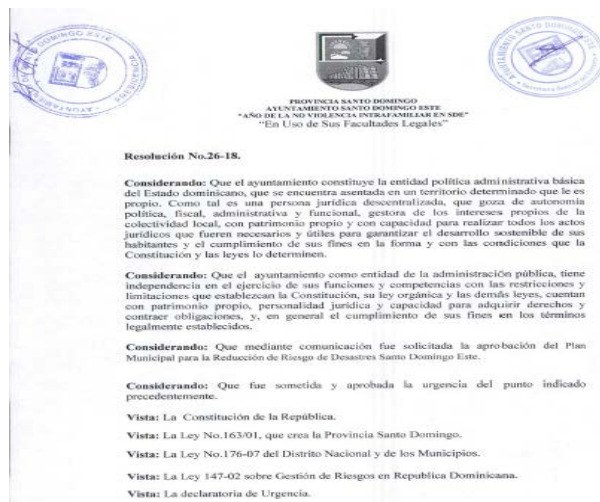 PROVINCIA SANTO DOMINGO
AYUNTAMIENTO SANTO DOMINGO ESTE
"AÑO DE LA NO VIOLENCIA INTRAFAMILIAR EN SDE"
"En Uso de Sus Facultades Legales"
Resolución No.26-18.
Considerando: Que el ayuntamiento constituye la entidad política administrativa básica
del Estado dominicano, que se encuentra asentada en un territorio determinado que le es
propio. Como tal es una persona jurídica descentralizada, que goza de autonomía
política, fiscal, administrativa y funcional, gestora de los intereses propios de la
colectividad local, con patrimonio propio y con capacidad para realizar todos los actos
jurídicos que fueren necesarios y útiles para garantizar el desarrollo sostenible de sus
habitantes y el cumplimiento de sus fines en la forma y con las condiciones que la
Constitución y las leyes lo determinen.
Considerando: Que el ayuntamiento como entidad de la administración pública, tiene
independencia en el ejercicio de sus funciones y competencias con las restricciones y
limitaciones que establezcan la Constitución, su ley orgánica y las demás leyes, cuentan
con patrimonio propio, personalidad jurídica y capacidad para adquirir derechos y
contraer obligaciones, y, en general el cumplimiento de sus fines en los términos
legalmente establecidos.
Considerando: Que mediante comunicación fue solicitada la aprobación del Plan
Municipal para la Reducción de Riesgo de Desastres Santo Domingo Este.
Considerando: Que fue sometida y aprobada la urgencia del punto indicado
precedentemente.
Vista: La Constitución de la República.
Vista: La Ley No.163/01, que crea la Provincia Santo Domingo.
Vista: La Ley No.176-07 del Distrito Nacional y de los Municipios.
Vista: La Ley 147-02 sobre Gestión de Riesgos en Republica Dominicana.
Vista: La declaratoria de Urgencia.